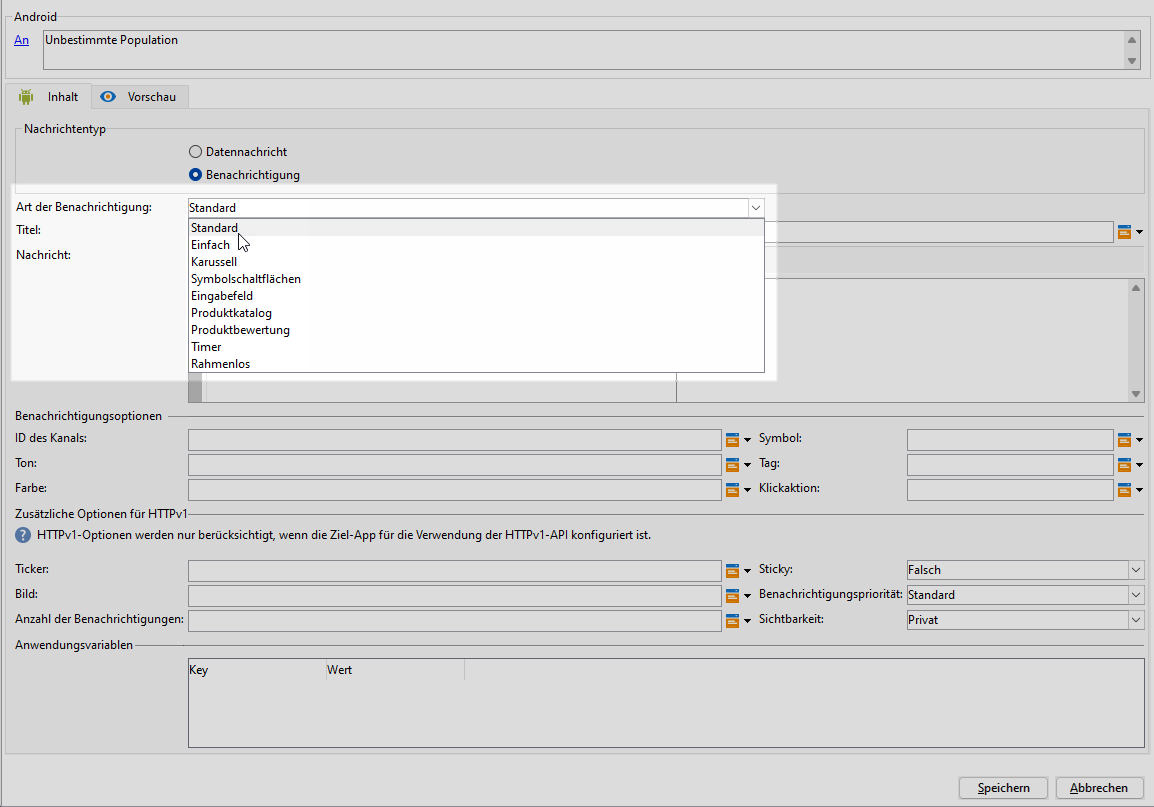 Android
An Unbestimmte Population
Inhalt Vorschau
Nachrichtentyp
Datennachricht
Benachrichtigung
Art der Benachrichtigung: Standard
Titel: Standard
Einfach
Nachricht: Karussell
Symbolschaltflächen
Eingabefeld
Produktkatalog
Produktbewertung
Timer
Rahmenlos
Benachrichtigungsoptionen
ID des Kanals: Symbol:
Ton: Tag:
Farbe: Klickaktion:
Zusätzliche Optionen für HTTPv1
? HTTPv1-Optionen werden nur berücksichtigt, wenn die Ziel-App für die Verwendung der HTTPv1-API konfiguriert ist.
Ticker: Sticky: Falsch
Bild: Benachrichtigungspriorität: Standard
Anzahl der Benachrichtigungen: Sichtbarkeit: Privat
Anwendungsvariablen
Key Wert
Speichern Abbrechen